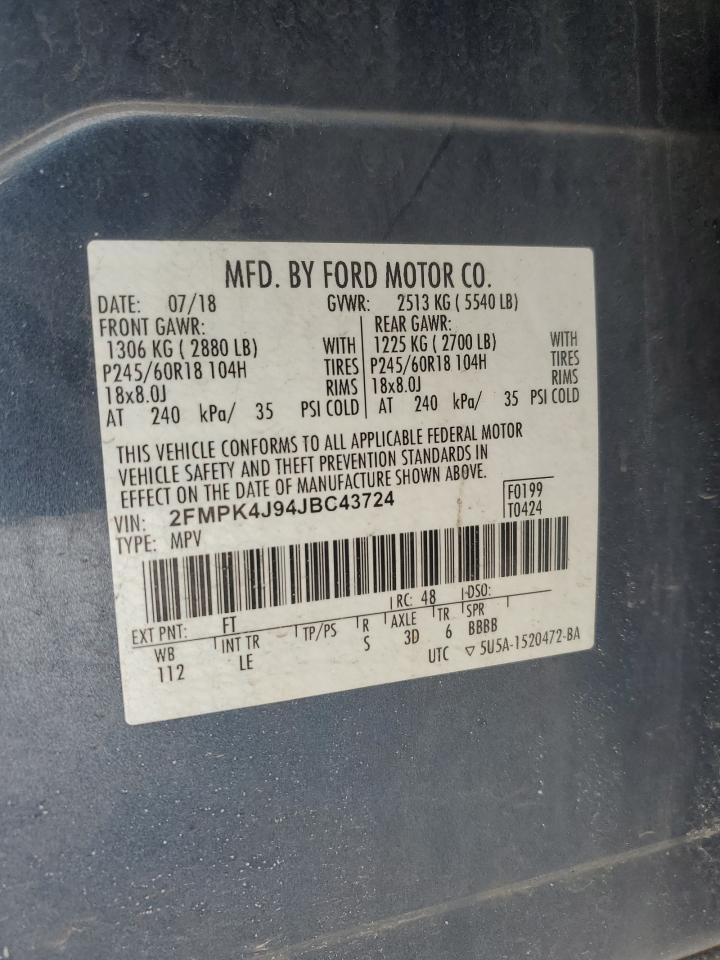 MFD. BY FORD MOTOR CO.
DATE: 07/18 GVWR: 2513 KG ( 5540 LB)
FRONT GAWR: REAR GAWR:
1306 KG ( 2880 LB) WITH 1225 KG ( 2700 LB) WITH
P245/60R18 104H TIRES P245/60R18 104H TIRES
18x8.0J RIMS 18x8.0J RIMS
AT 240 kPa/ 35 PSI COLD AT 240 kPa/ 35 PSI COLD
THIS VEHICLE CONFORMS TO ALL APPLICABLE FEDERAL MOTOR
VEHICLE SAFETY AND THEFT PREVENTION STANDARDS IN
EFFECT ON THE DATE OF MANUFACTURE SHOWN ABOVE.
VIN: 2FMPK4J94JBC43724
F0199
T0424
TYPE: MPV
EXT PNT: FT RC: 48 DSO:
WB INT TR TP/PS R AXLE TR SPR
112 LE S 3D 6 BBBB
UTC ▽ 5U5A-1520472-BA